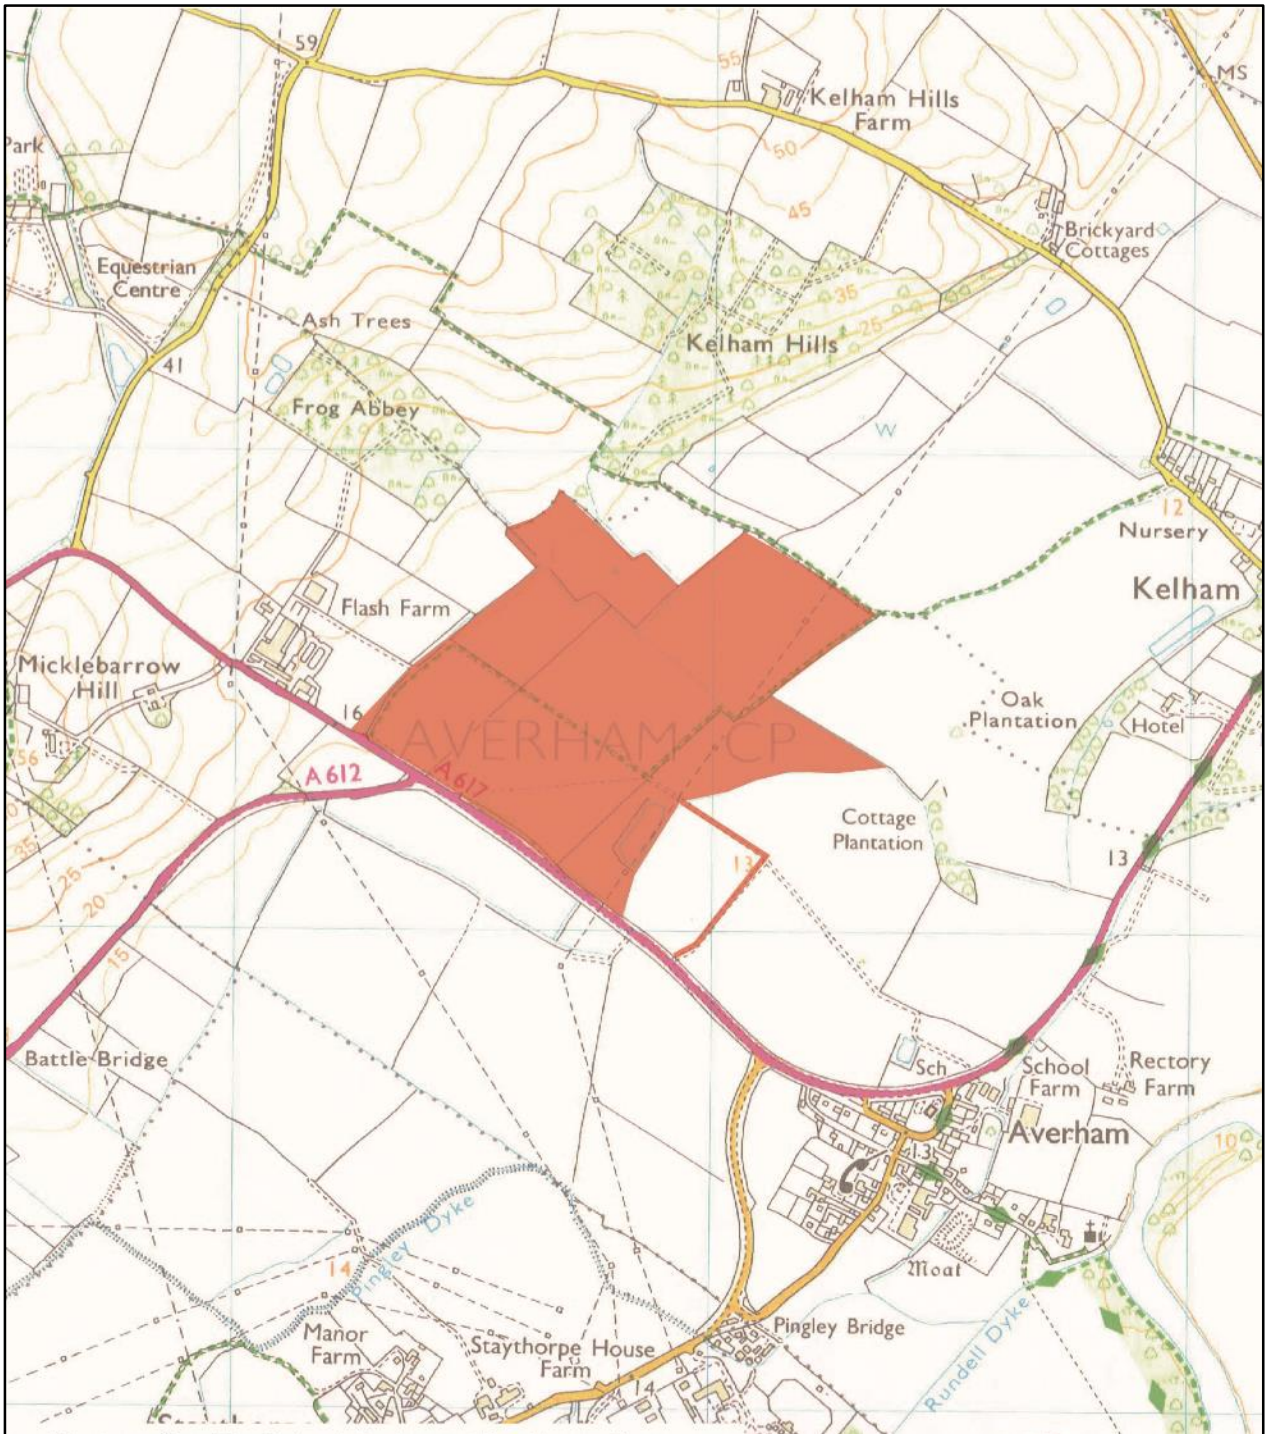 59
MS
55
Kelham Hills
Farm
50
Park
45
Brickyard
Cottages
Equestrian
Centre
35
Ash Trees
25
Kelham Hills
41
Frog Abbey
W
12
Nursery
Kelham
Flash Farm
Micklebarrow
Hill
16
Oak
Plantation
Hotel
AVERHAM CP
56
A 612
A 617
Cottage
Plantation
35
13
13
25
20
15
Battle Bridge
Sch
School
Farm
Rectory
Farm
Averham
10
13
Pingley Dyke
14
Moat
Manor
Farm
Staythorpe House
Farm
Pingley Bridge
Rundell Dyke
14